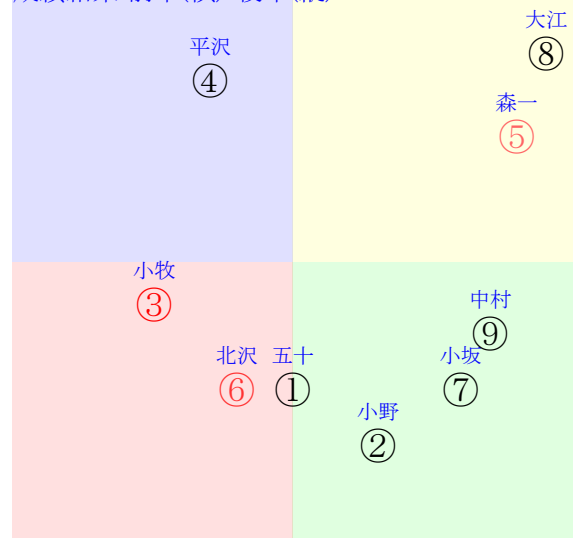 大江
⑧
平沢
④
森一
⑤
小牧
③
中村
⑨
北沢
⑥
五十
①
小坂
⑦
小野
②